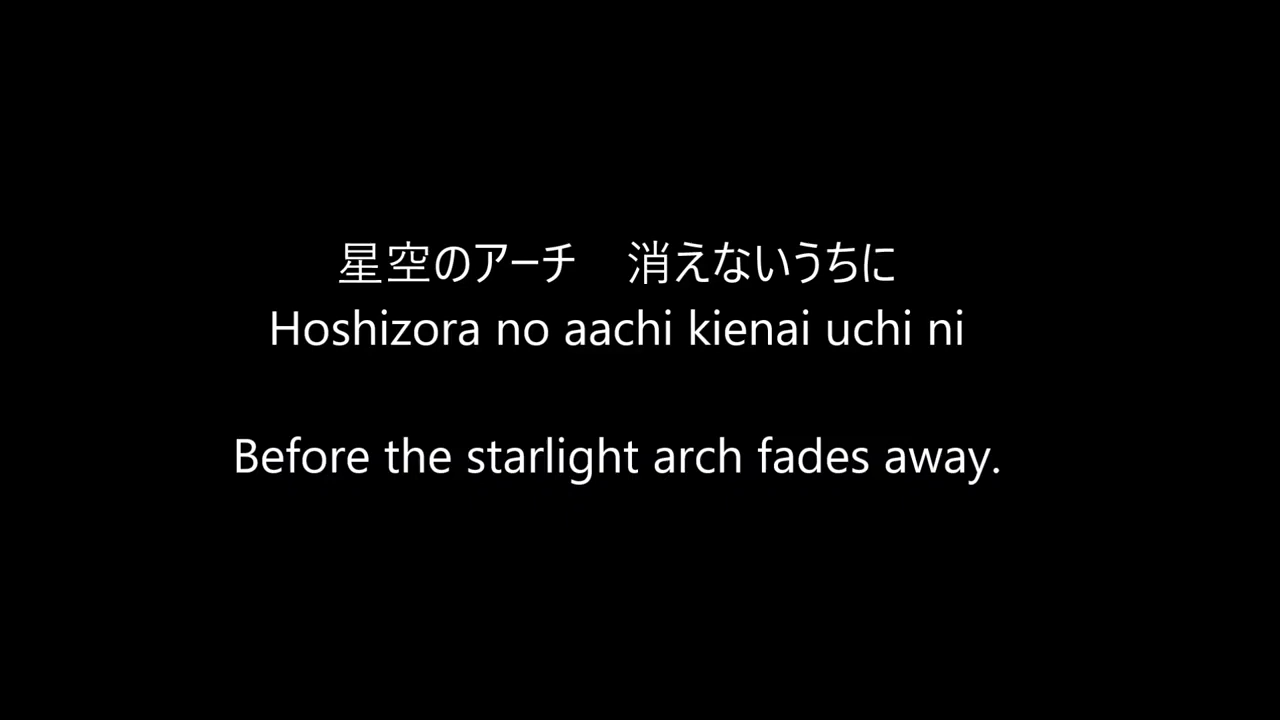 星空のアーチ　消えないうちに
Hoshizora no aachi kienai uchi ni
Before the starlight arch fades away.